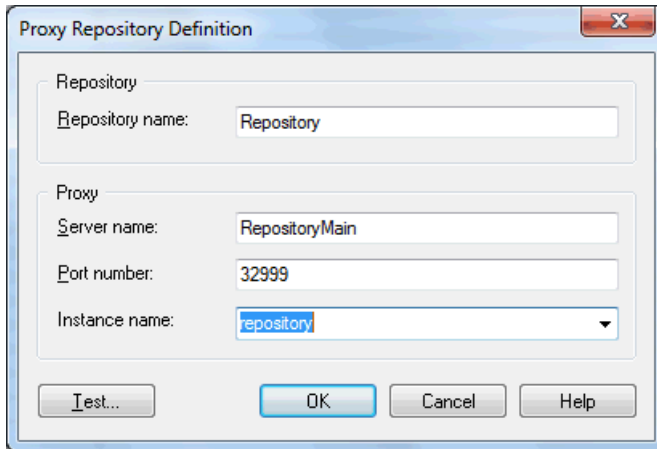 Proxy Repository Definition
Repository
Repository name: Repository
Proxy
Server name: RepositoryMain
Port number: 32999
Instance name: repository
Test... OK Cancel Help